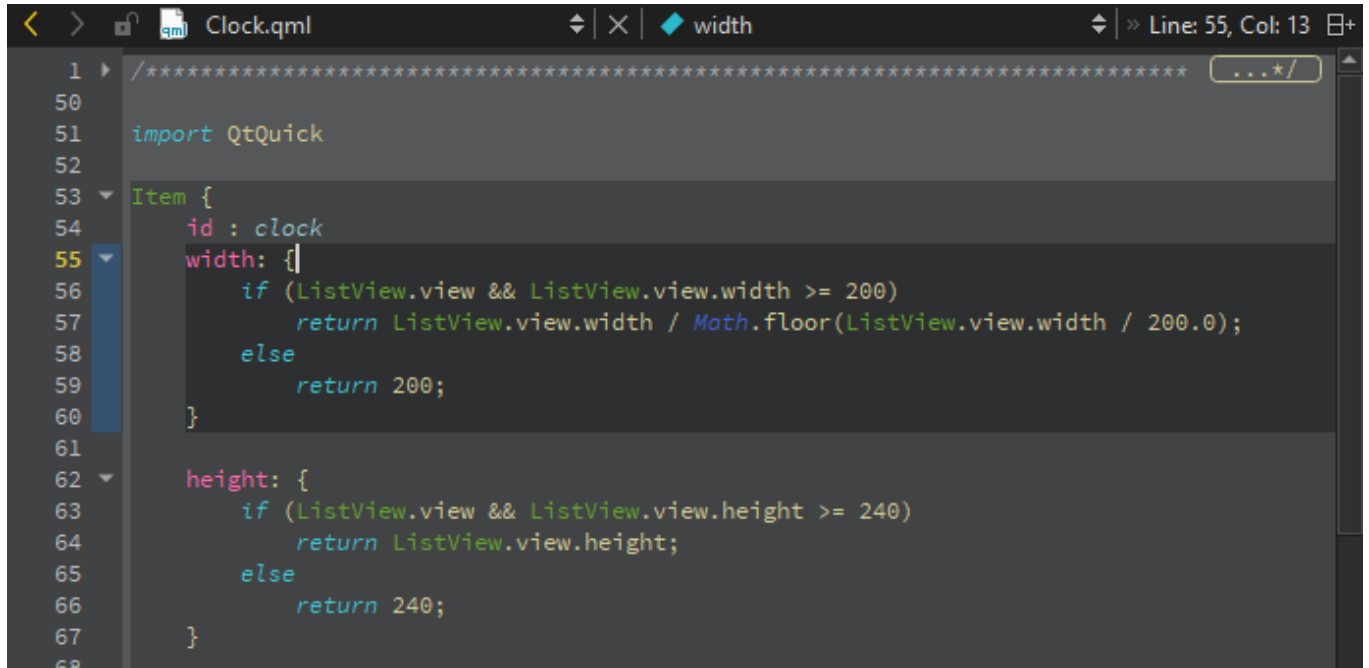 qml Clock.qml width » Line: 55, Col: 13
1 /***************************************************************************** ...*/
50
51 import QtQuick
52
53 Item {
54 id : clock
55 width: {
56 if (ListView.view && ListView.view.width >= 200)
57 return ListView.view.width / Math.floor(ListView.view.width / 200.0);
58 else
59 return 200;
60 }
61
62 height: {
63 if (ListView.view && ListView.view.height >= 240)
64 return ListView.view.height;
65 else
66 return 240;
67 }
68